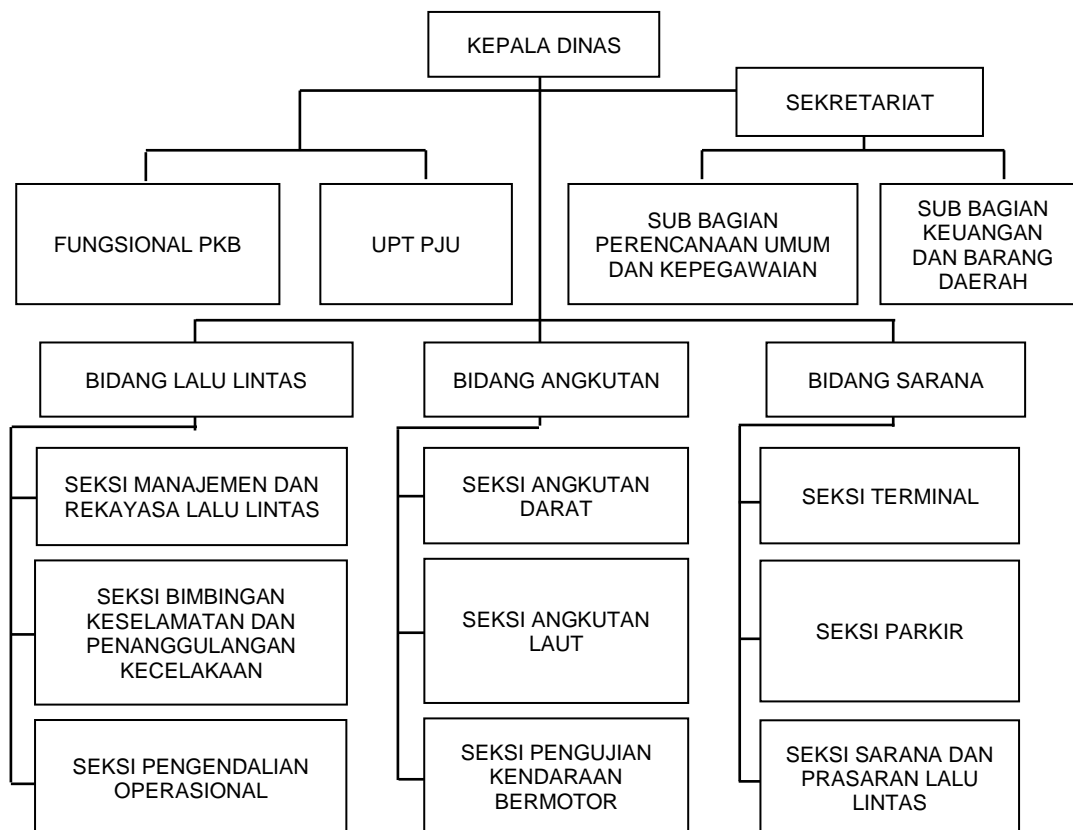 KEPALA DINAS
SEKRETARIAT
FUNGSIONAL PKB
UPT PJU
SUB BAGIAN
PERENCANAAN UMUM
DAN KEPEGAWAIAN
SUB BAGIAN
KEUANGAN
DAN BARANG
DAERAH
BIDANG LALU LINTAS
BIDANG ANGKUTAN
BIDANG SARANA
SEKSI MANAJEMEN DAN
REKAYASA LALU LINTAS
SEKSI ANGKUTAN
DARAT
SEKSI TERMINAL
SEKSI BIMBINGAN
KESELAMATAN DAN
PENANGGULANGAN
KECELAKAAN
SEKSI ANGKUTAN
LAUT
SEKSI PARKIR
SEKSI PENGENDALIAN
OPERASIONAL
SEKSI PENGUJIAN
KENDARAAN
BERMOTOR
SEKSI SARANA DAN
PRASARAN LALU
LINTAS